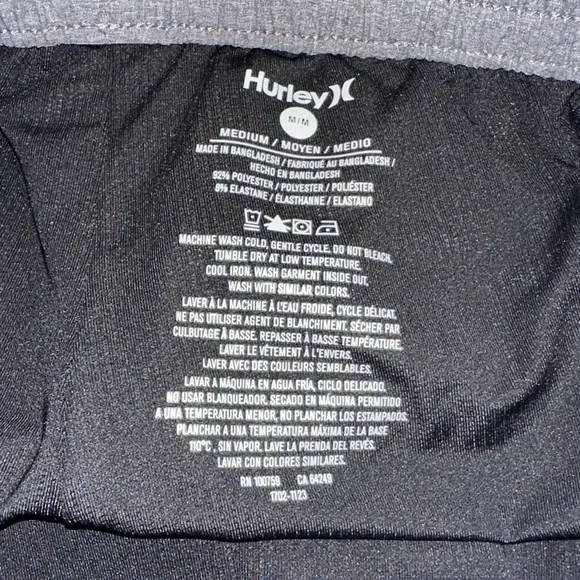 Hurley
M/M
MEDIUM / MOYEN / MEDIO
MADE IN BANGLADESH / FABRIQUÉ AU BANGLADESH /
HECHO EN BANGLADESH
92% POLYESTER / POLYESTER / POLIÉSTER
8% ELASTANE / ÉLASTHANNE / ELASTANO
MACHINE WASH COLD, GENTLE CYCLE. DO NOT BLEACH.
TUMBLE DRY AT LOW TEMPERATURE.
COOL IRON. WASH GARMENT INSIDE OUT,
WASH WITH SIMILAR COLORS.
LAVER À LA MACHINE À L'EAU FROIDE, CYCLE DÉLICAT.
NE PAS UTILISER AGENT DE BLANCHIMENT. SÉCHER PAR
CULBUTAGE À BASSE. REPASSER À BASSE TEMPÉRATURE.
LAVER LE VÊTEMENT À L'ENVERS.
LAVER AVEC DES COULEURS SEMBLABLES.
LAVAR A MÁQUINA EN AGUA FRÍA, CICLO DELICADO.
NO USAR BLANQUEADOR. SECADO EN MÁQUINA PERMITIDO
A UNA TEMPERATURA MENOR, NO PLANCHAR LOS ESTAMPADOS.
PLANCHAR A UNA TEMPERATURA MÁXIMA DE LA BASE
110°C, SIN VAPOR. LAVE LA PRENDA DEL REVÉS.
LAVAR CON COLORES SIMILARES.
RN 100759 CA 64249
1702-1123